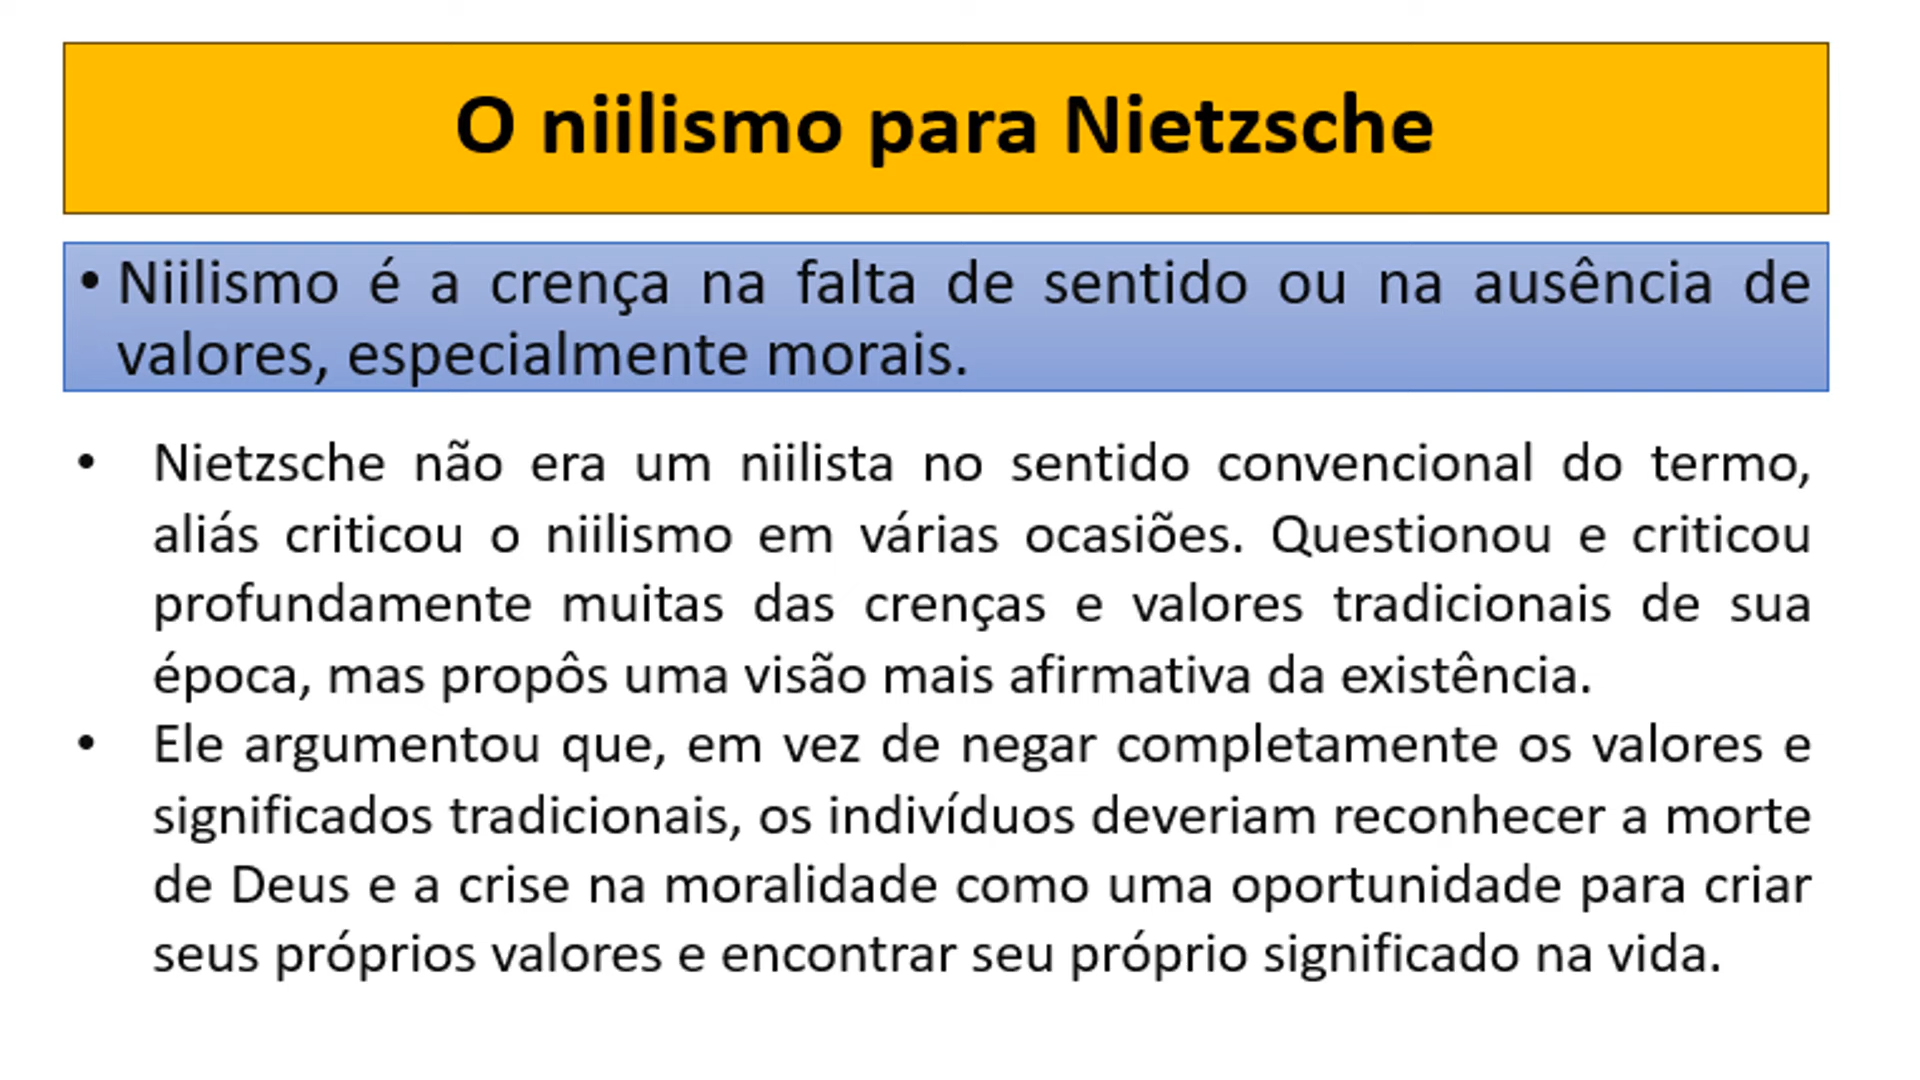 O niilismo para Nietzsche
• Niilismo é a crença na falta de sentido ou na ausência de
valores, especialmente morais.
• Nietzsche não era um niilista no sentido convencional do termo,
aliás criticou o niilismo em várias ocasiões. Questionou e criticou
profundamente muitas das crenças e valores tradicionais de sua
época, mas propôs uma visão mais afirmativa da existência.
• Ele argumentou que, em vez de negar completamente os valores e
significados tradicionais, os indivíduos deveriam reconhecer a morte
de Deus e a crise na moralidade como uma oportunidade para criar
seus próprios valores e encontrar seu próprio significado na vida.